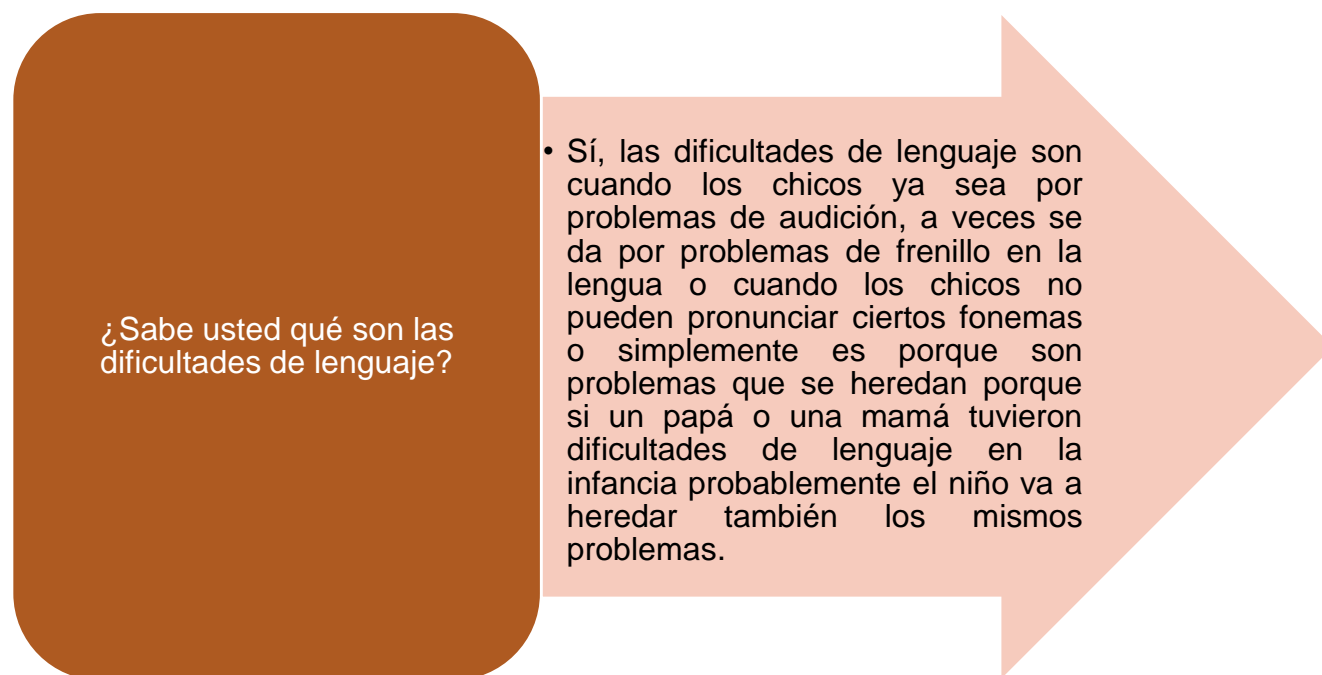 ¿Sabe usted qué son las
dificultades de lenguaje?
• Sí, las dificultades de lenguaje son
cuando los chicos ya sea por
problemas de audición, a veces se
da por problemas de frenillo en la
lengua o cuando los chicos no
pueden pronunciar ciertos fonemas
o simplemente es porque son
problemas que se heredan porque
si un papá o una mamá tuvieron
dificultades de lenguaje en la
infancia probablemente el niño va a
heredar también los mismos
problemas.